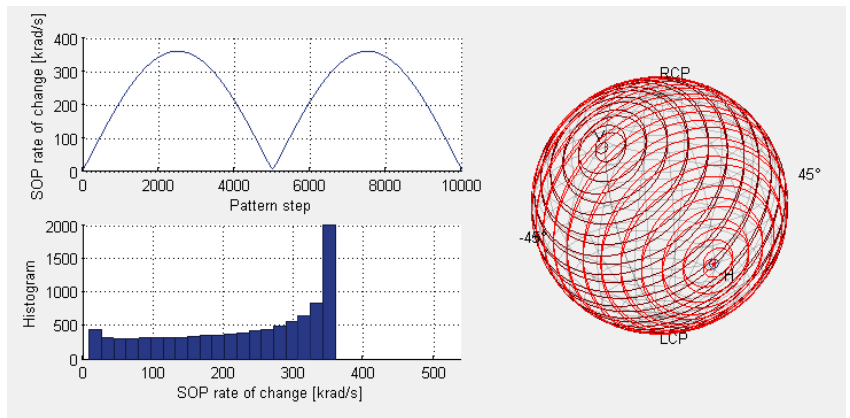 SOP rate of change [krad/s]
400
300
200
100
0
0 2000 4000 6000 8000 10000
Pattern step
Histogram
2000
1500
1000
500
0
0 100 200 300 400 500
SOP rate of change [krad/s]
RCP
V
45°
-45°
H
LCP